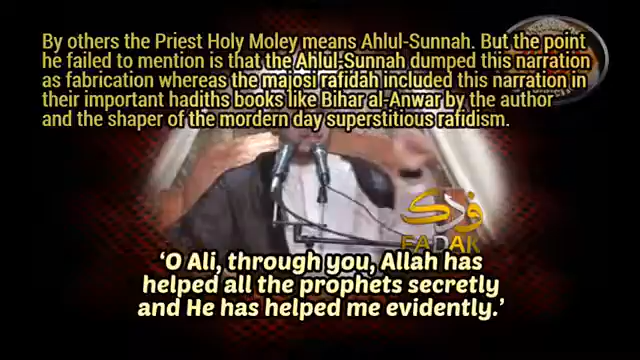 By others the Priest Holy Moley means Ahlul-Sunnah. But the point
he failed to mention is that the Ahlul-Sunnah dumped this narration
as fabrication whereas the majosi rafidah included this narration in
their important hadiths books like Bihar al-Anwar by the author
and the shaper of the mordern day superstitious rafidism.
فدك
FADAK
‘O Ali, through you, Allah has
helped all the prophets secretly
and He has helped me evidently.’